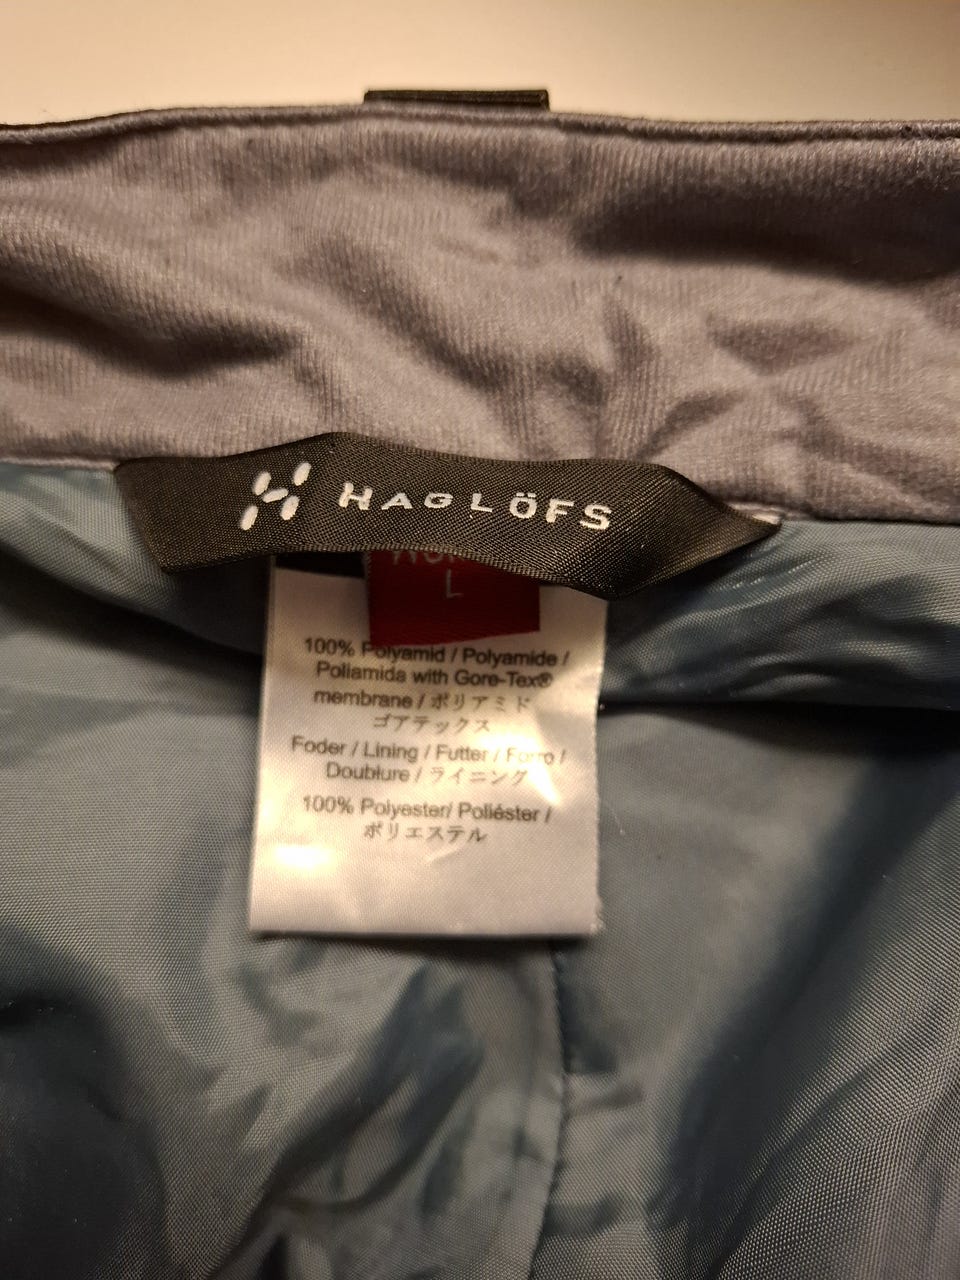 HAGLÖFS
L
100% Polyamid / Polyamide /
Poliamida with Gore-Tex®
membrane / ポリアミド
ゴアテックス
Foder / Lining / Futter / Forro /
Doublure / ライニング
100% Polyester/ Poliéster /
ポリエステル